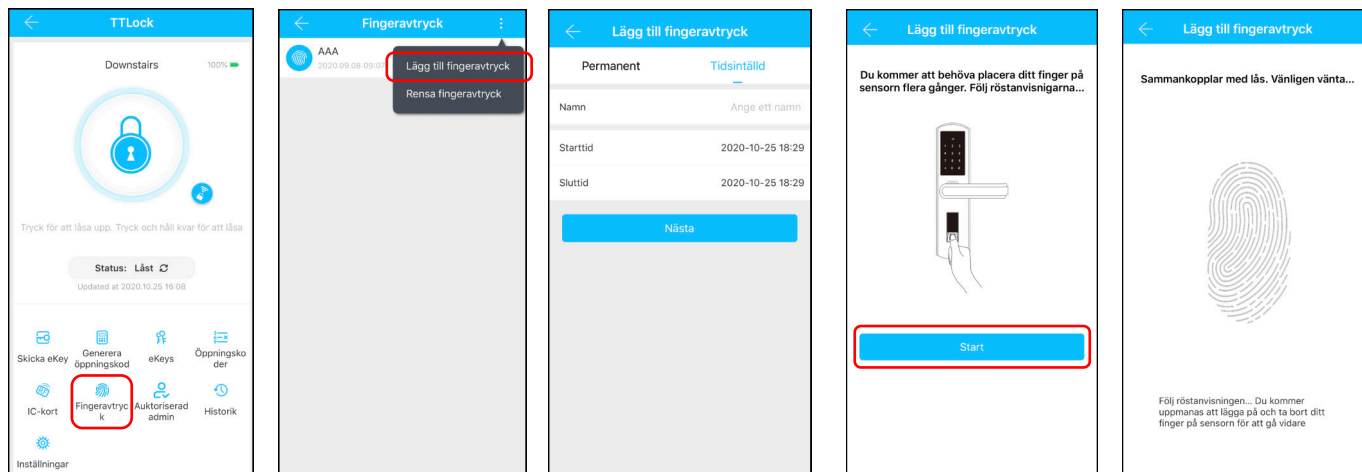 TTLock
Downstairs
100%
Tryck för att låsa upp. Tryck och håll kvar för att låsa
Status: Låst
Updated at 2020.10.25 16:08
Skicka eKey
Generera
öppningskod
eKeys
Öppningsko
der
IC-kort
Fingeravtryc
k
Auktoriserad
admin
Historik
Inställningar
Fingeravtryck
AAA
2020.09.08 09:07
Lägg till fingeravtryck
Rensa fingeravtryck
Lägg till fingeravtryck
Permanent
Tidsintälld
Namn
Ange ett namn
Starttid
2020-10-25 18:29
Sluttid
2020-10-25 18:29
Nästa
Lägg till fingeravtryck
Du kommer att behöva placera ditt finger på
sensorn flera gånger. Följ röstanvisnigarna...
Start
Lägg till fingeravtryck
Sammankopplar med lås. Vänligen vänta...
Följ röstanvisningen... Du kommer
uppmanas att lägga på och ta bort ditt
finger på sensorn för att gå vidare